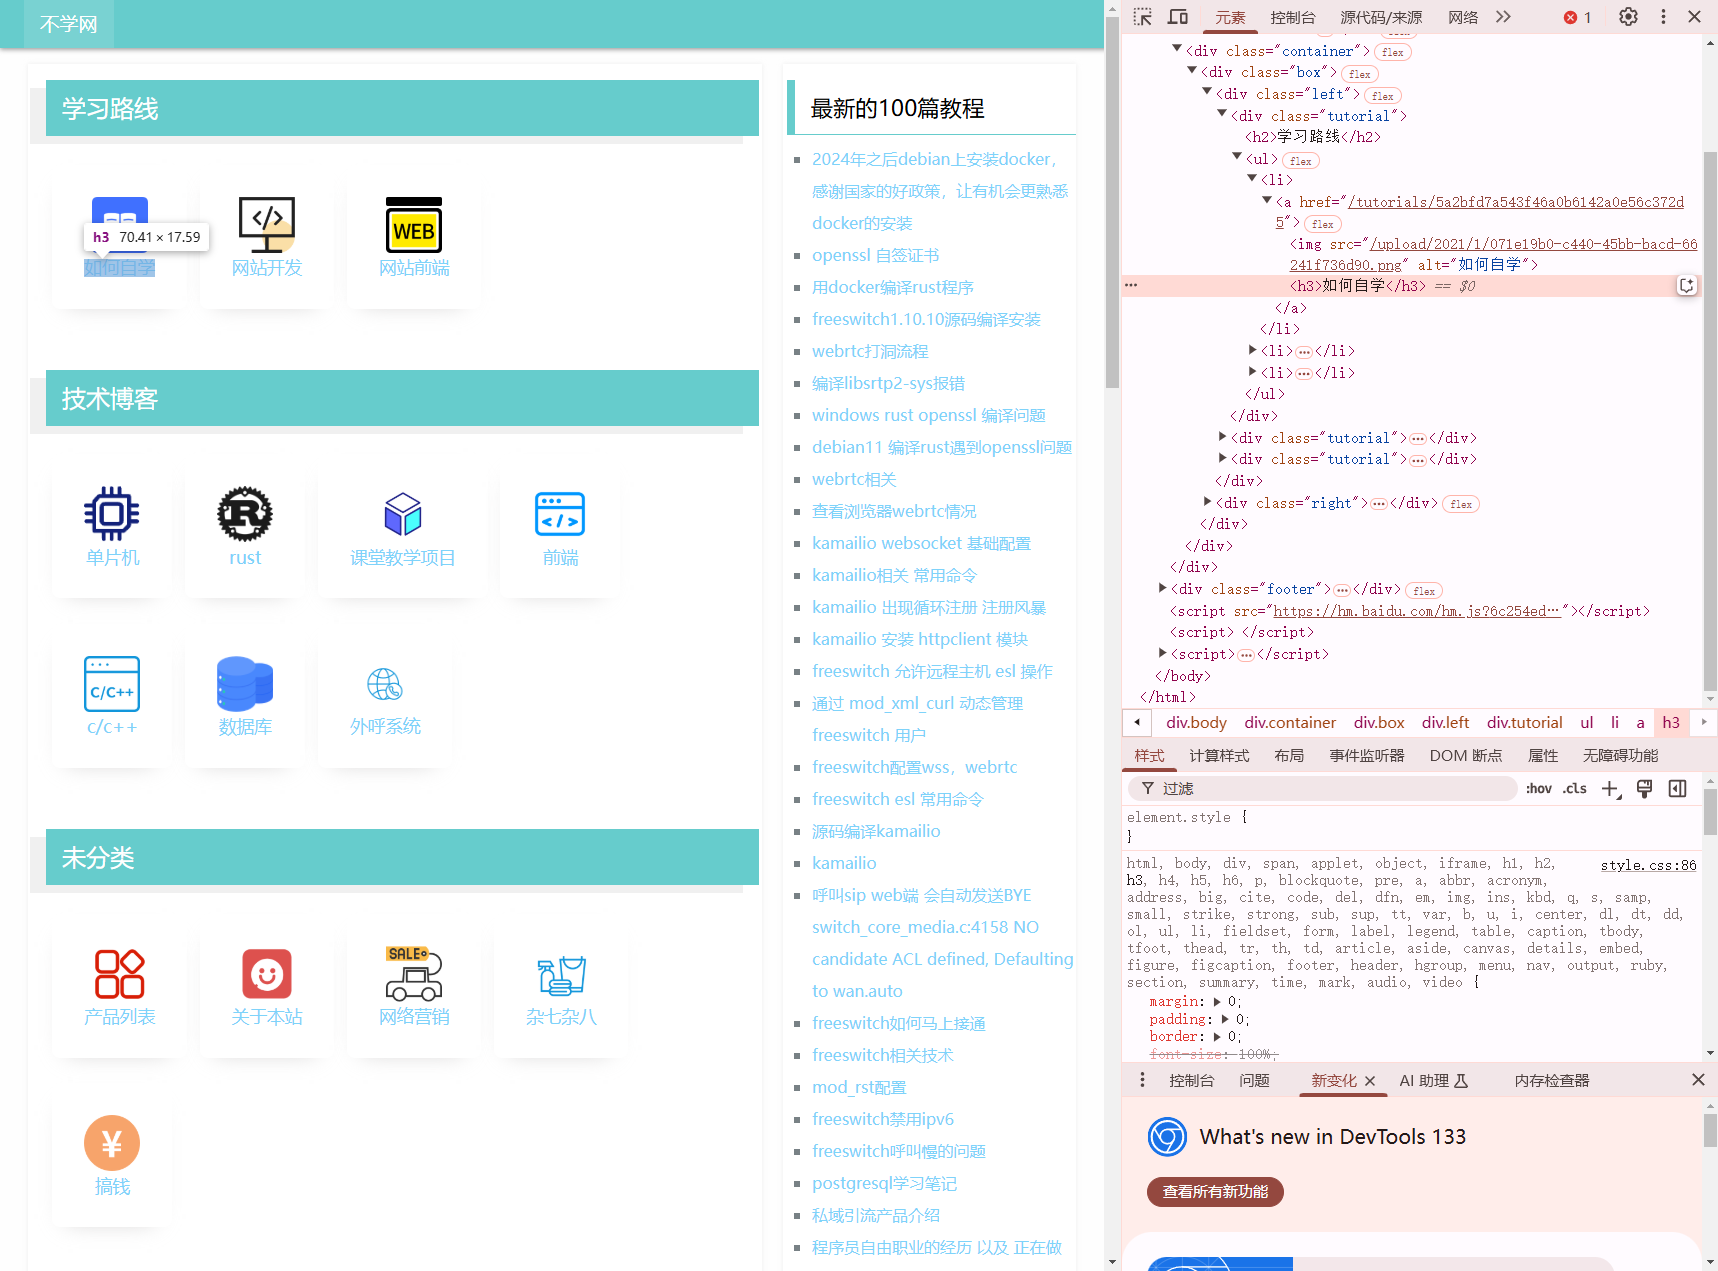 不学网
学习路线
h3 70.41 × 17.59
如何自学
网站开发
WEB
网站前端
技术博客
单片机
rust
课堂教学项目
前端
C/C++
c/c++
数据库
外呼系统
未分类
产品列表
关于本站
SALE
网络营销
杂七杂八
¥
搞钱
最新的100篇教程
2024年之后debian上安装docker，
感谢国家的好政策，让有机会更熟悉
docker的安装
openssl 自签证书
用docker编译rust程序
freeswitch1.10.10源码编译安装
webrtc打洞流程
编译libsrtp2-sys报错
windows rust openssl 编译问题
debian11 编译rust遇到openssl问题
webrtc相关
查看浏览器webrtc情况
kamailio websocket 基础配置
kamailio相关 常用命令
kamailio 出现循环注册 注册风暴
kamailio 安装 httpclient 模块
freeswitch 允许远程主机 esl 操作
通过 mod_xml_curl 动态管理
freeswitch 用户
freeswitch配置wss，webrtc
freeswitch esl 常用命令
源码编译kamailio
kamailio
呼叫sip web端 会自动发送BYE
switch_core_media.c:4158 NO
candidate ACL defined, Defaulting
to wan.auto
freeswitch如何马上接通
freeswitch相关技术
mod_rst配置
freeswitch禁用ipv6
freeswitch呼叫慢的问题
postgresql学习笔记
私域引流产品介绍
程序员自由职业的经历 以及 正在做
元素 控制台 源代码/来源 网络 1
<div class="container"> flex
<div class="box"> flex
<div class="left"> flex
<div class="tutorial">
<h2>学习路线</h2>
<ul> flex
<li>
<a href="/tutorials/5a2bfd7a543f46a0b6142a0e56c372d
5"> flex
<img src="/upload/2021/1/071e19b0-c440-45bb-bacd-66
241f736d90.png" alt="如何自学">
<h3>如何自学</h3> == $0
</a>
</li>
<li>…</li>
<li>…</li>
</ul>
</div>
<div class="tutorial">…</div>
<div class="tutorial">…</div>
</div>
<div class="right">…</div> flex
</div>
</div>
</div>
<div class="footer">…</div> flex
<script src="https://hm.baidu.com/hm.js?6c254ed…"></script>
<script> </script>
<script>…</script>
</body>
</html>
div.body div.container div.box div.left div.tutorial ul li a h3
样式 计算样式 布局 事件监听器 DOM 断点 属性 无障碍功能
过滤 :hov .cls
element.style {
}
html, body, div, span, applet, object, iframe, h1, h2, style.css:86
h3, h4, h5, h6, p, blockquote, pre, a, abbr, acronym,
address, big, cite, code, del, dfn, em, img, ins, kbd, q, s, samp,
small, strike, strong, sub, sup, tt, var, b, u, i, center, dl, dt, dd,
ol, ul, li, fieldset, form, label, legend, table, caption, tbody,
tfoot, thead, tr, th, td, article, aside, canvas, details, embed,
figure, figcaption, footer, header, hgroup, menu, nav, output, ruby,
section, summary, time, mark, audio, video {
margin: 0;
padding: 0;
border: 0;
font-size: 100%;
控制台 问题 新变化 AI 助理 内存检查器
What's new in DevTools 133
查看所有新功能